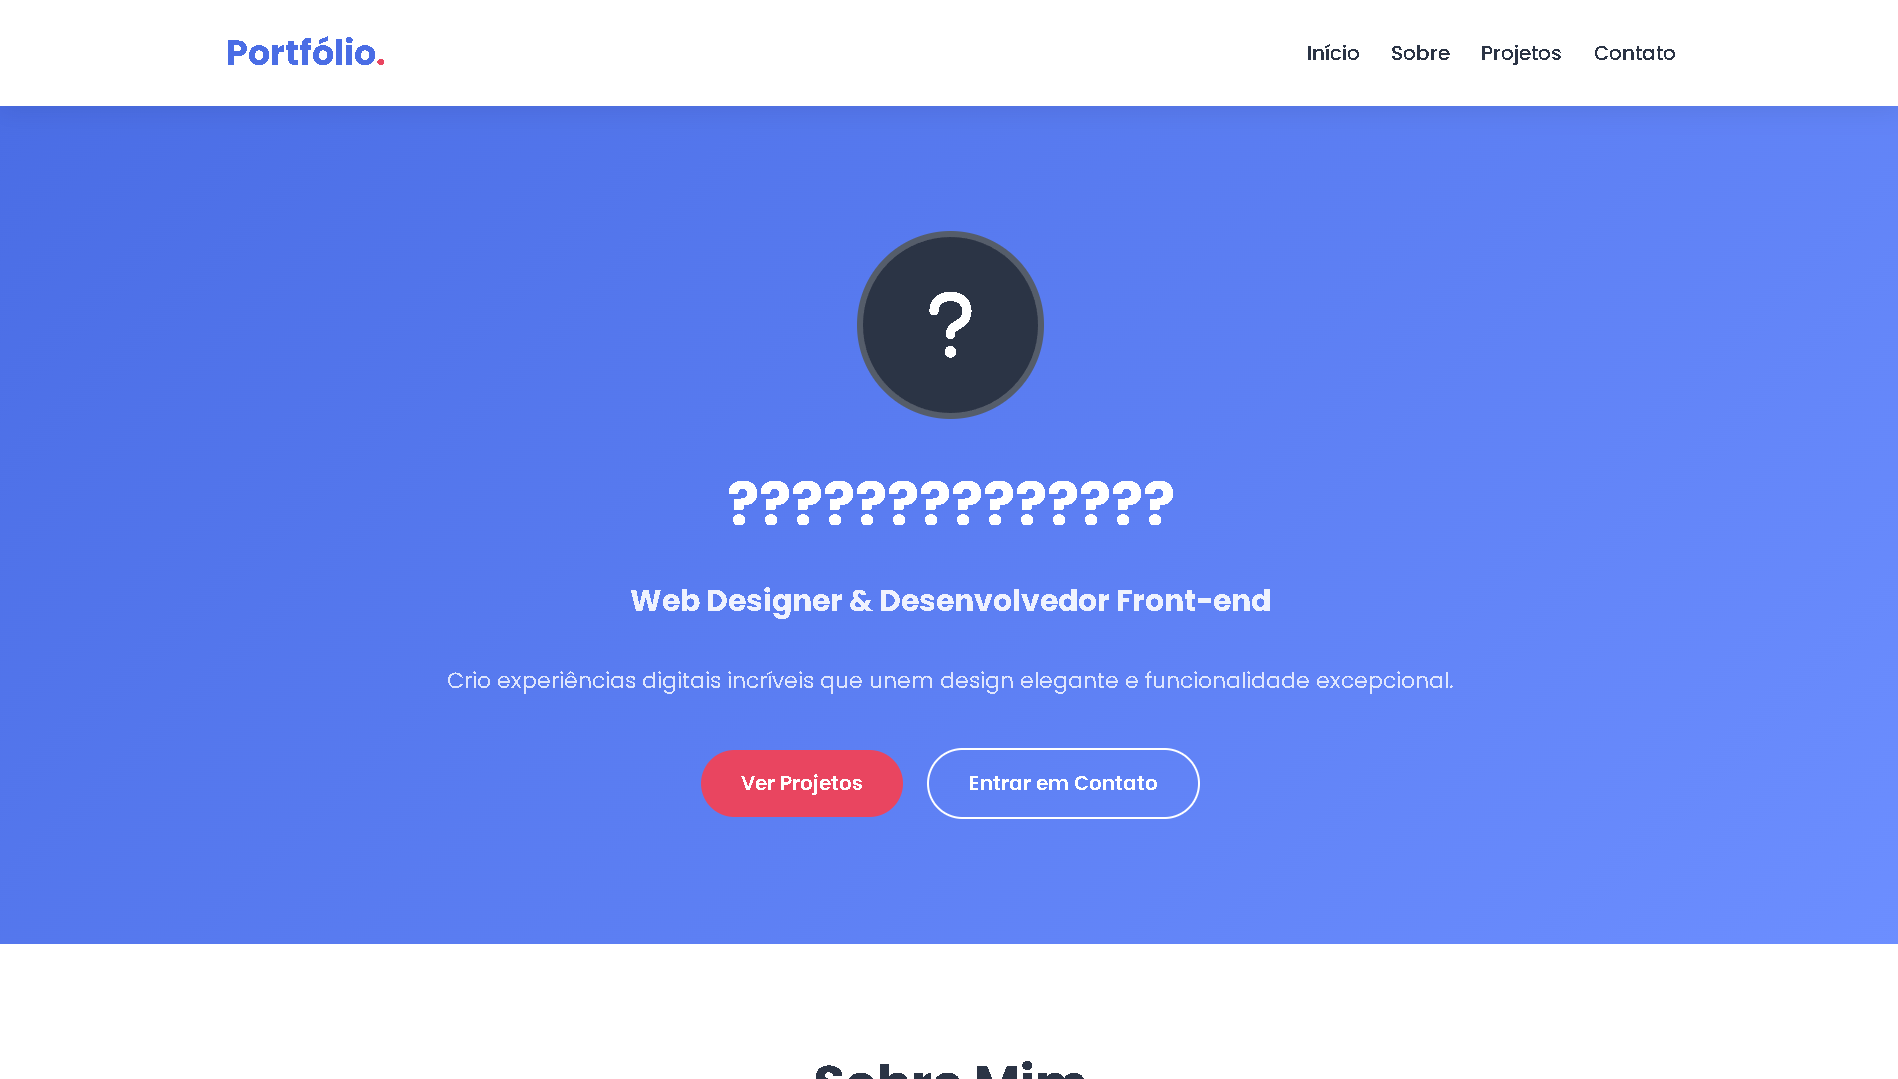 Portfólio.
Início Sobre Projetos Contato
?
??????????????
Web Designer & Desenvolvedor Front-end
Crio experiências digitais incríveis que unem design elegante e funcionalidade excepcional.
Ver Projetos Entrar em Contato
Sobre Mim